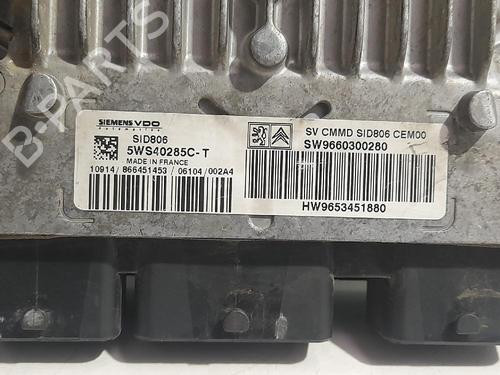 SIEMENS VDO
Automotive
SID806
5WS40285C-T
MADE IN FRANCE
10914/ 866451453 / 06104/ 002A4
SV CMMD SID806 CEM00
SW9660300280
HW9653451880
B-PARTS